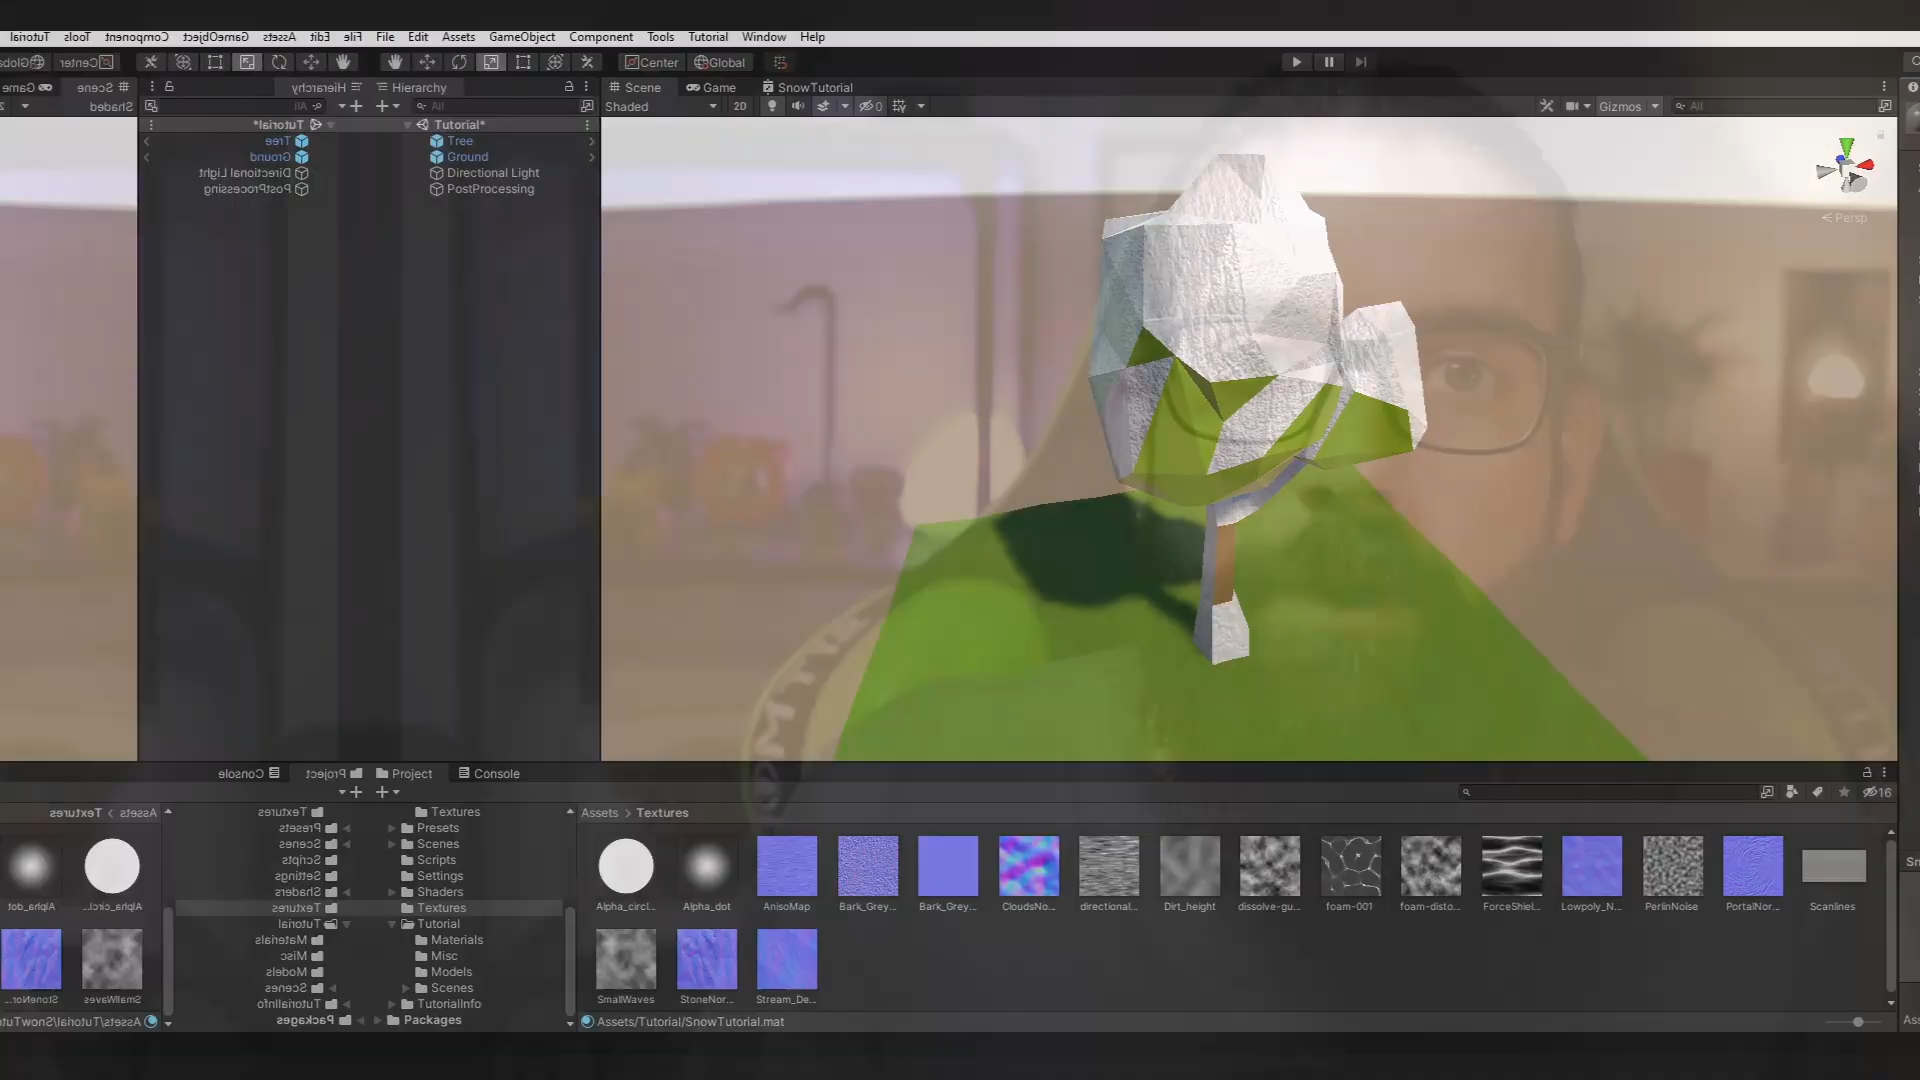 File Edit Assets GameObject Component Tools Tutorial Window Help
Center Global
Hierarchy Scene Game SnowTutorial
All Shaded 2D 0 Gizmos All
Tutorial*
Tree
Ground
Directional Light
PostProcessing
Persp
Project Console
16
Textures
Presets
Scenes
Scripts
Settings
Shaders
Textures
Tutorial
Materials
Misc
Models
Scenes
TutorialInfo
Packages
Assets > Textures
Alpha_circl... Alpha_dot AnisoMap Bark_Grey... Bark_Grey... CloudsNo... directional... Dirt_height dissolve-gu... foam-001 foam-disto... ForceShiel... Lowpoly_N... PerlinNoise PortalNor... Scanlines
SmallWaves StoneNor... Stream_De...
Assets/Tutorial/SnowTutorial.mat